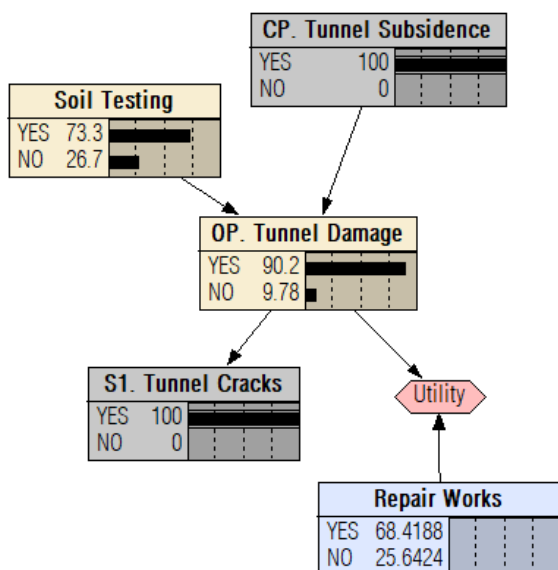 CP. Tunnel Subsidence
YES 100
NO 0
Soil Testing
YES 73.3
NO 26.7
OP. Tunnel Damage
YES 90.2
NO 9.78
S1. Tunnel Cracks
YES 100
NO 0
Utility
Repair Works
YES 68.4188
NO 25.6424